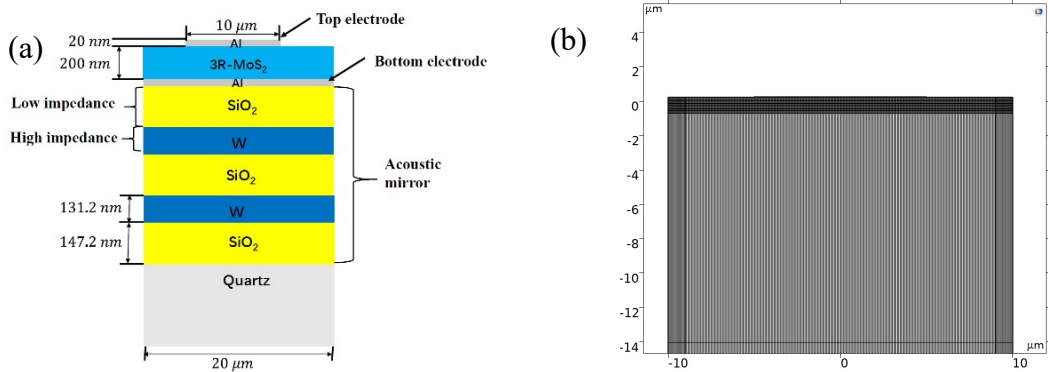 (a)
10 μm
Top electrode
20 nm
Al
200 nm
3R-MoS₂
Bottom electrode
Al
Low impedance
SiO₂
High impedance
W
SiO₂
Acoustic
mirror
131.2 nm
W
147.2 nm
SiO₂
Quartz
20 μm
(b)
μm
4
2
0
-2
-4
-6
-8
-10
-12
-14
μm
-10
0
10